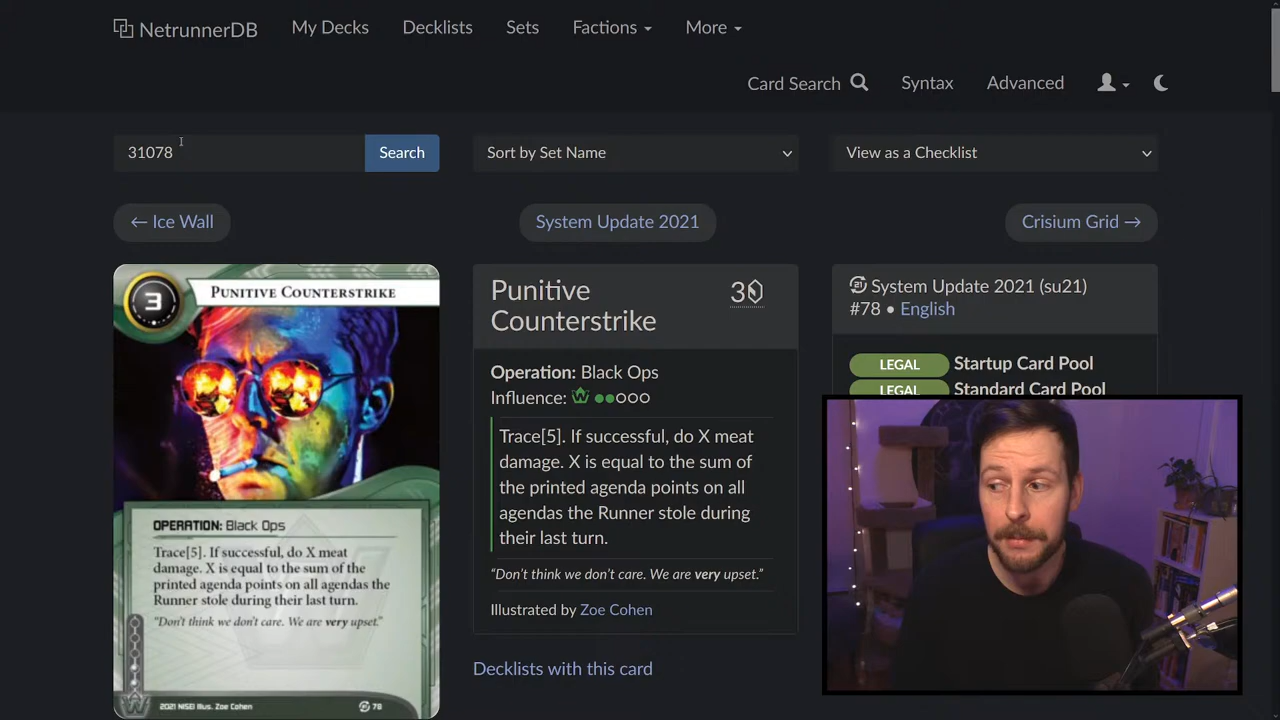 NetrunnerDB
My Decks
Decklists
Sets
Factions
More
Card Search
Syntax
Advanced
31078
Search
Sort by Set Name
View as a Checklist
← Ice Wall
System Update 2021
Crisium Grid →
3
PUNITIVE COUNTERSTRIKE
OPERATION: Black Ops
Trace[5]. If successful, do X meat
damage. X is equal to the sum of the
printed agenda points on all agendas the
Runner stole during their last turn.
"Don't think we don't care. We are very upset."
2021 NISEI Illus. Zoe Cohen
78
Punitive
Counterstrike
3
Operation: Black Ops
Influence:
Trace[5]. If successful, do X meat
damage. X is equal to the sum of
the printed agenda points on all
agendas the Runner stole during
their last turn.
“Don’t think we don’t care. We are very upset.”
Illustrated by Zoe Cohen
Decklists with this card
System Update 2021 (su21)
#78 • English
LEGAL Startup Card Pool
LEGAL Standard Card Pool